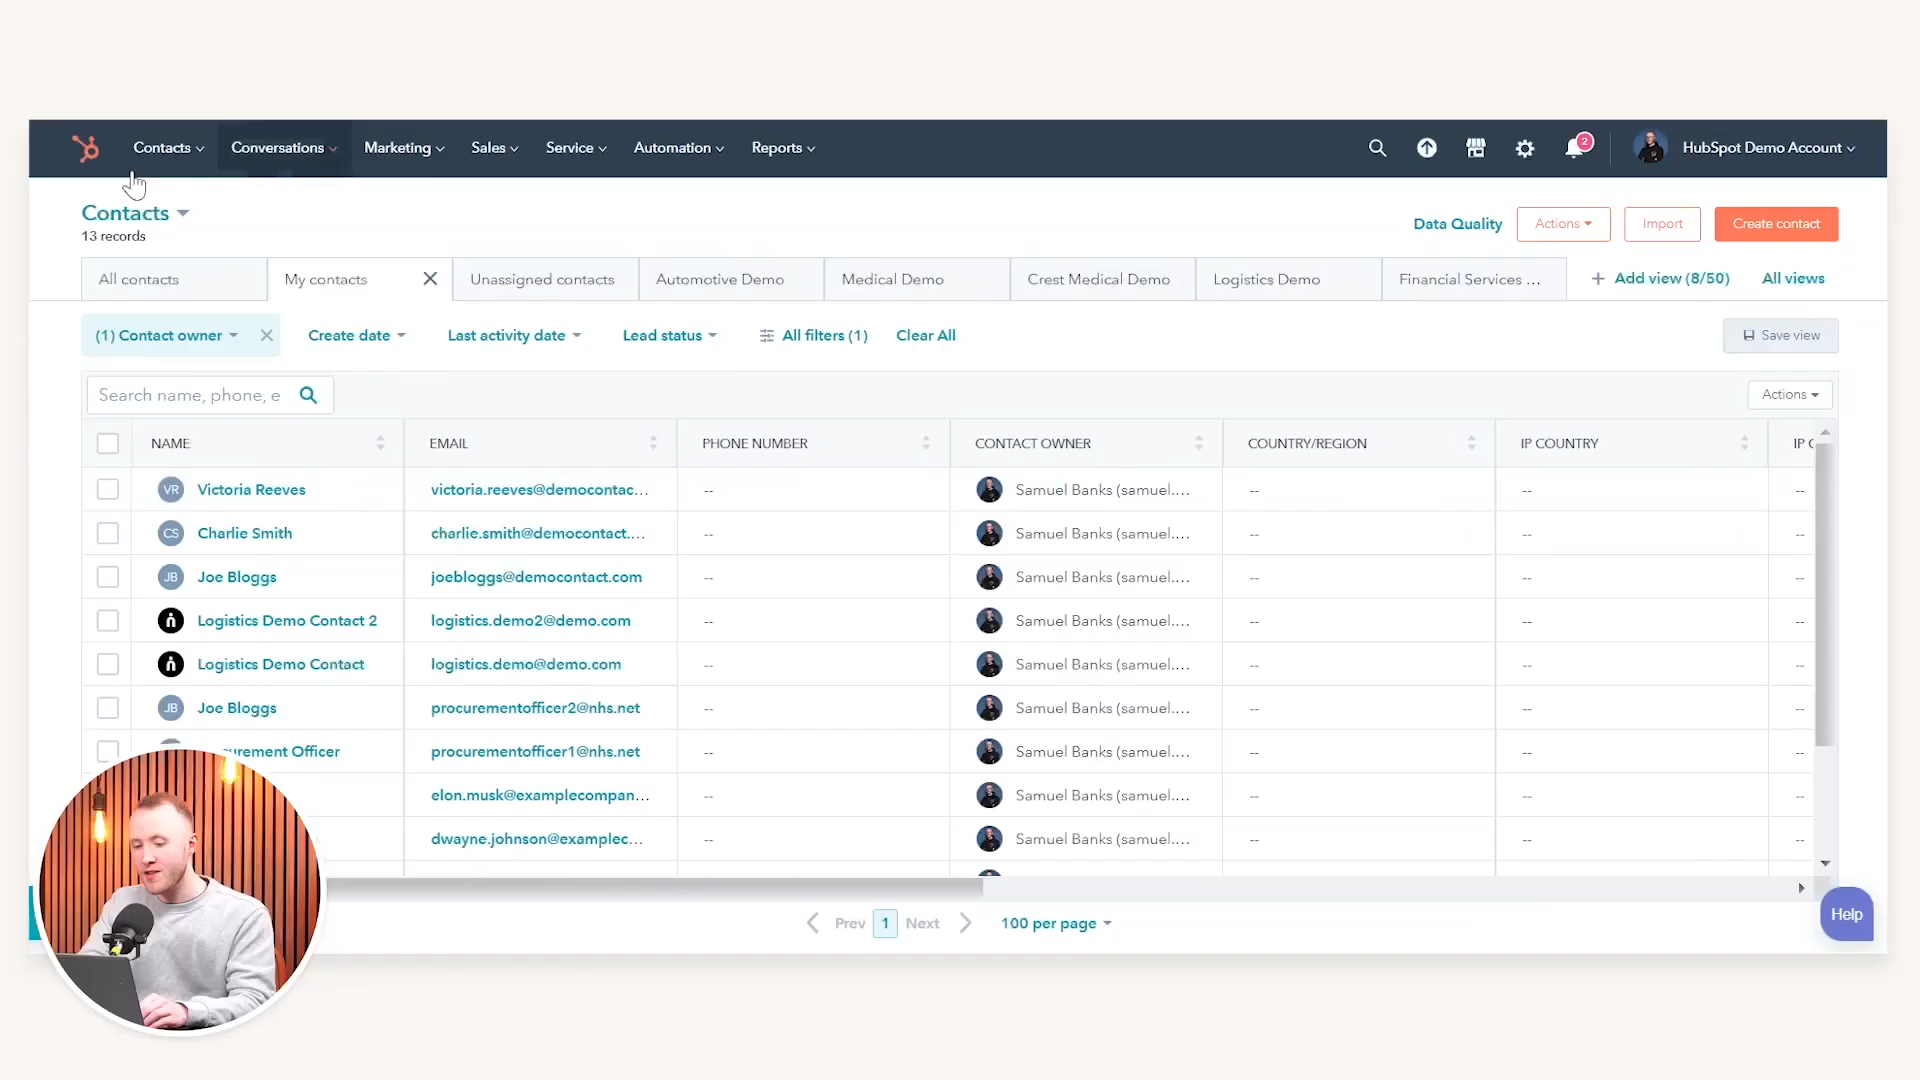 Contacts Conversations Marketing Sales Service Automation Reports 2 HubSpot Demo Account
Contacts
13 records
Data Quality Actions Import Create contact
All contacts My contacts Unassigned contacts Automotive Demo Medical Demo Crest Medical Demo Logistics Demo Financial Services ... + Add view (8/50) All views
(1) Contact owner Create date Last activity date Lead status All filters (1) Clear All Save view
Search name, phone, e Actions
NAME EMAIL PHONE NUMBER CONTACT OWNER COUNTRY/REGION IP COUNTRY IP
VR Victoria Reeves victoria.reeves@democontac... -- Samuel Banks (samuel.... -- -- --
CS Charlie Smith charlie.smith@democontact.... -- Samuel Banks (samuel.... -- -- --
JB Joe Bloggs joebloggs@democontact.com -- Samuel Banks (samuel.... -- -- --
Logistics Demo Contact 2 logistics.demo2@demo.com -- Samuel Banks (samuel.... -- -- --
Logistics Demo Contact logistics.demo@demo.com -- Samuel Banks (samuel.... -- -- --
JB Joe Bloggs procurementofficer2@nhs.net -- Samuel Banks (samuel.... -- -- --
urement Officer procurementofficer1@nhs.net -- Samuel Banks (samuel.... -- -- --
elon.musk@examplecompan... -- Samuel Banks (samuel.... -- -- --
dwayne.johnson@examplec... -- Samuel Banks (samuel.... -- -- --
Prev 1 Next 100 per page
Help